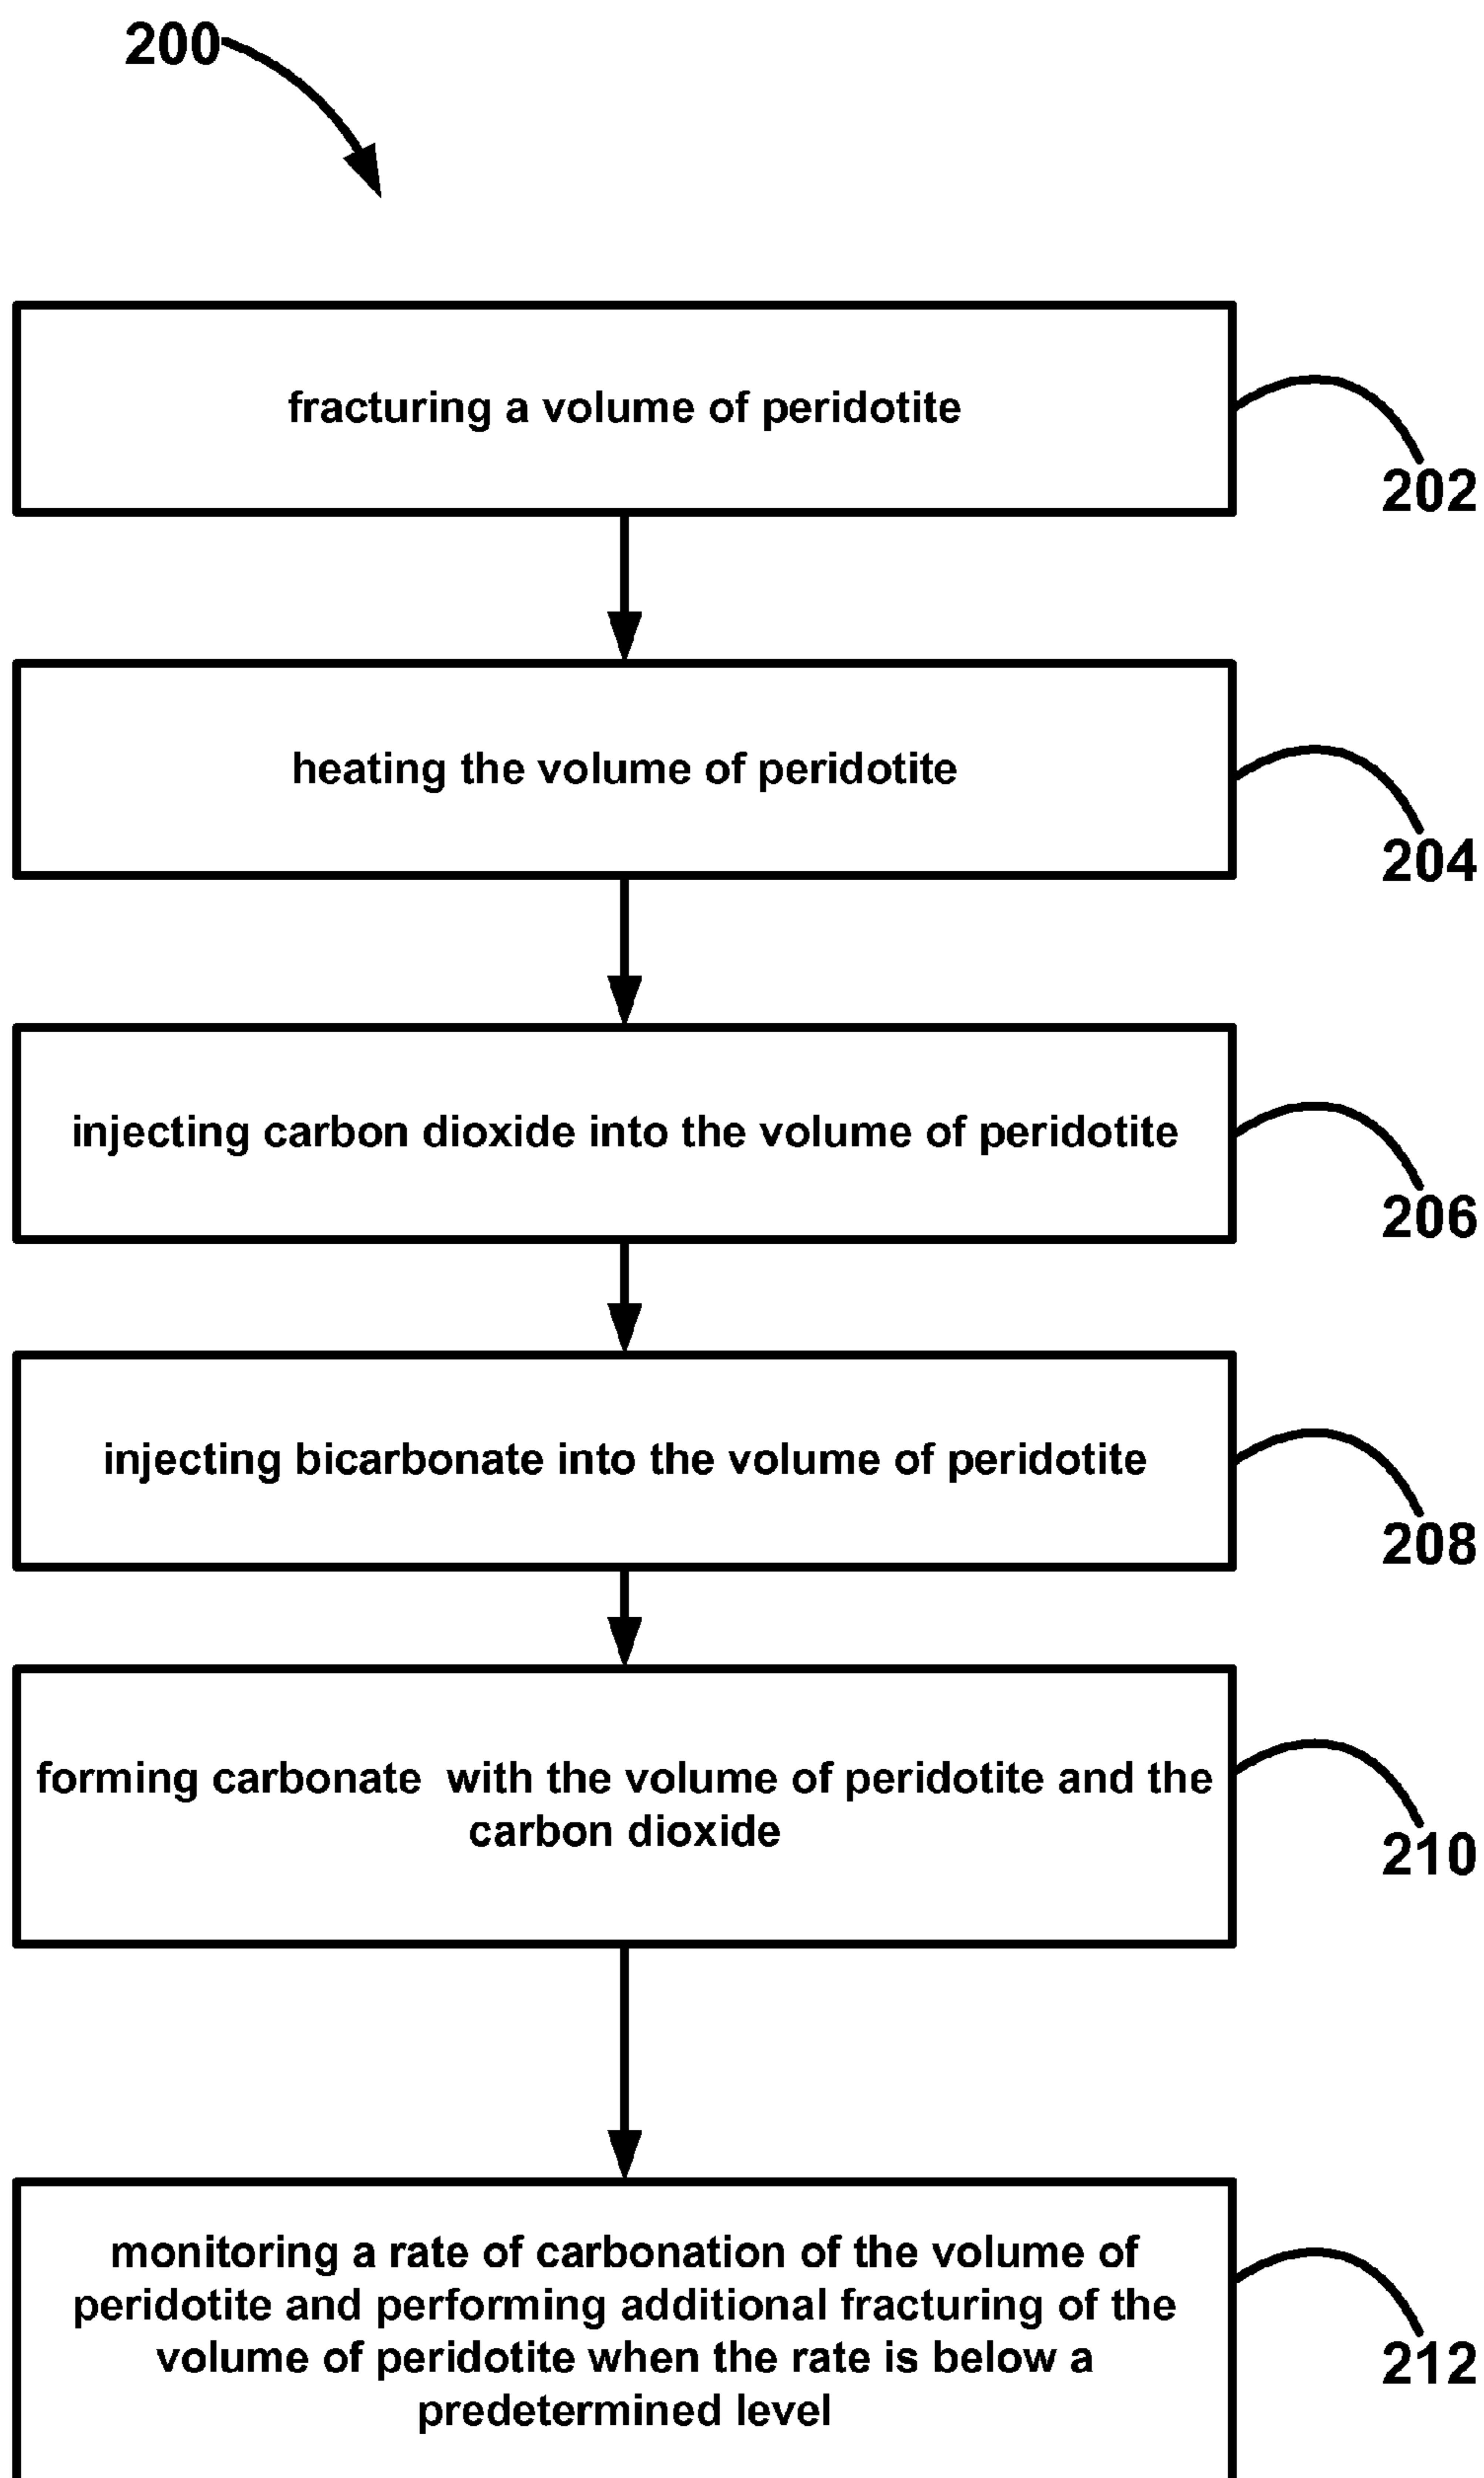 200
fracturing a volume of peridotite
202
heating the volume of peridotite
204
injecting carbon dioxide into the volume of peridotite
206
injecting bicarbonate into the volume of peridotite
208
forming carbonate with the volume of peridotite and the
carbon dioxide
210
monitoring a rate of carbonation of the volume of
peridotite and performing additional fracturing of the
volume of peridotite when the rate is below a
predetermined level
212